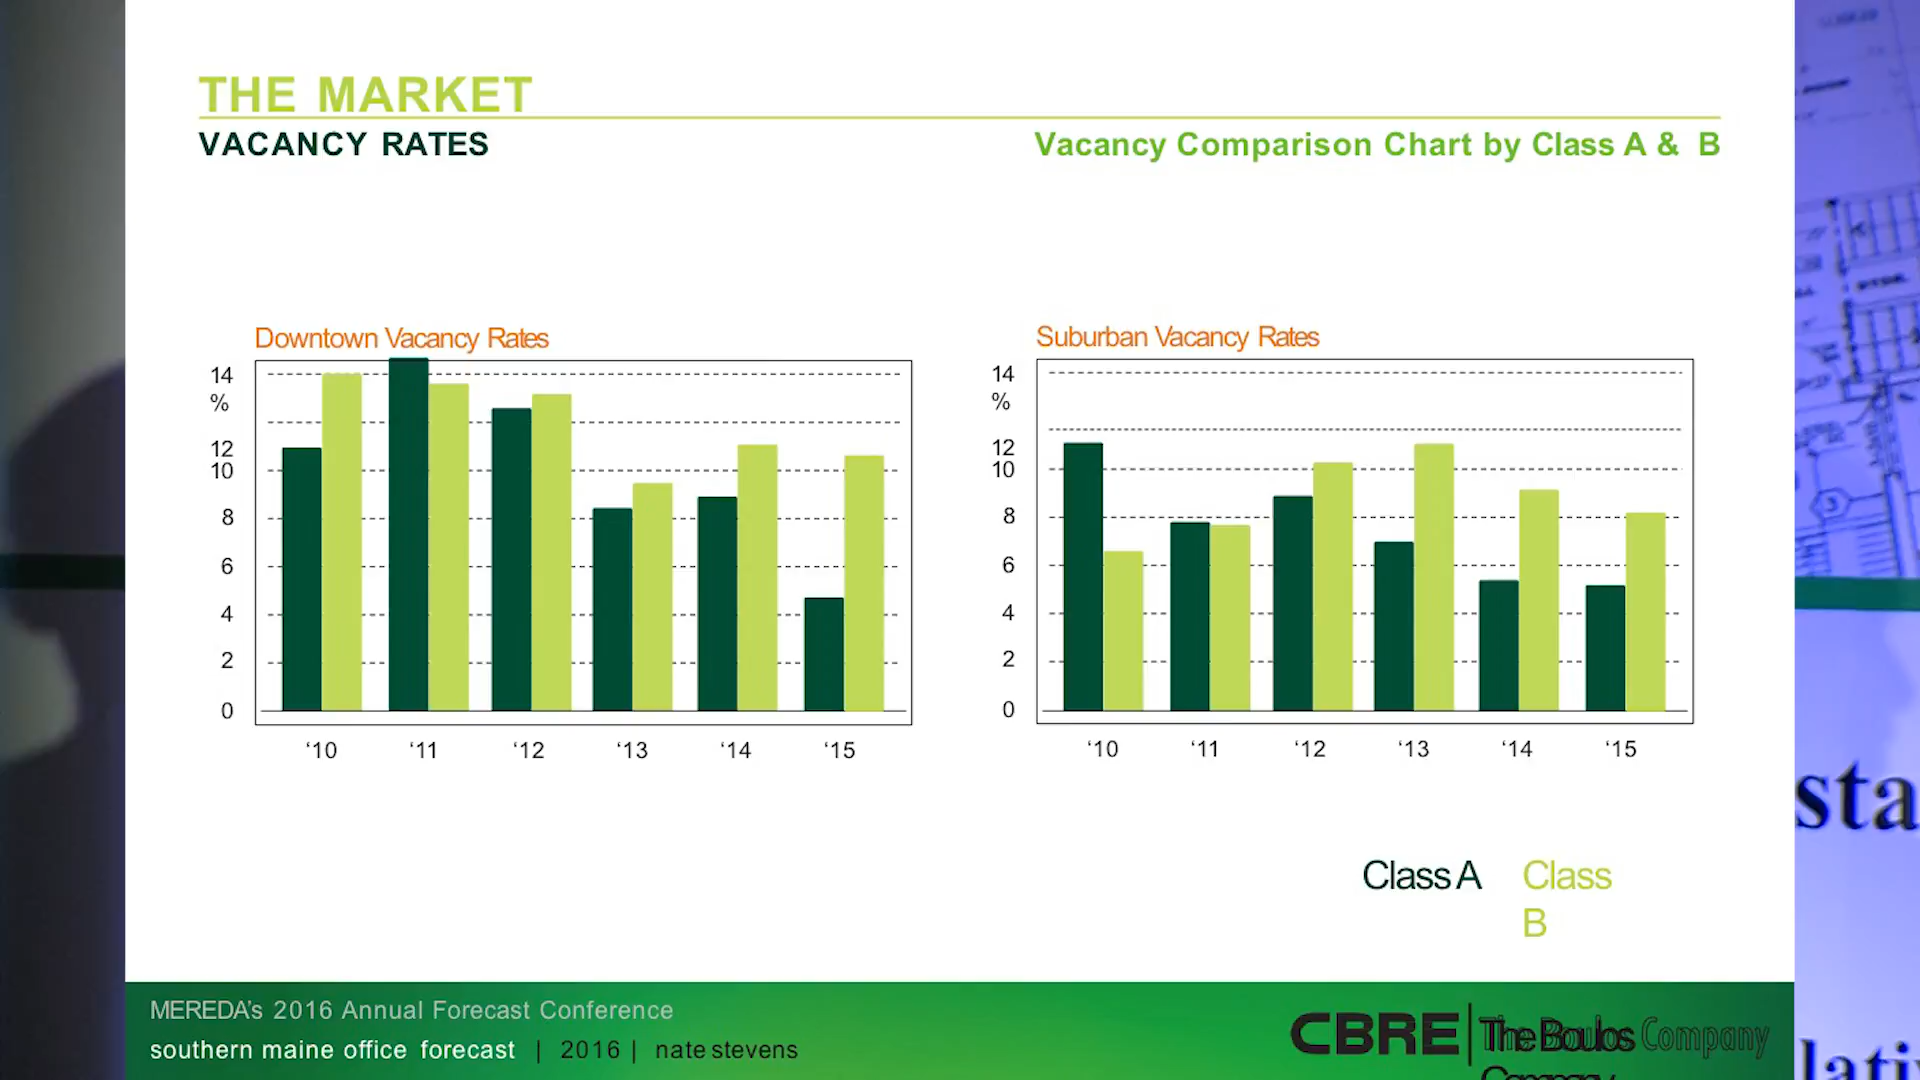 THE MARKET
VACANCY RATES
Vacancy Comparison Chart by Class A & B
Downtown Vacancy Rates
14
%
12
10
8
6
4
2
0
‘10 ‘11 ‘12 ‘13 ‘14 ‘15
Suburban Vacancy Rates
14
%
12
10
8
6
4
2
0
‘10 ‘11 ‘12 ‘13 ‘14 ‘15
Class A
Class
B
MEREDA’s 2016 Annual Forecast Conference
southern maine office forecast | 2016 | nate stevens
CBRE | The Boulos Company
Company
sta
lati